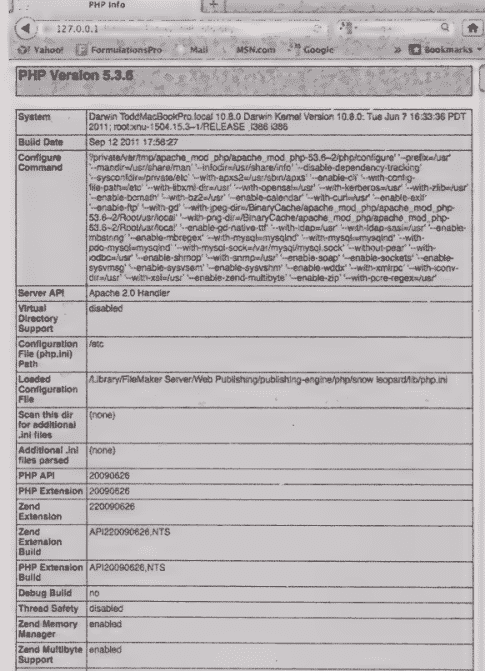 PHP Info
127.0.0.1
Yahoo! FormulationsPro Mail MSN.com Google » Bookmarks
PHP Version 5.3.6
System Darwin ToddMacBookPro.local 10.8.0 Darwin Kernel Version 10.8.0: Tue Jun 7 16:33:36 PDT
2011; root:xnu-1504.15.3~1/RELEASE_I386 i386
Build Date Sep 12 2011 17:56:27
Configure '/private/var/tmp/apache_mod_php/apache_mod_php-53.6~2/php/configure' '--prefix=/usr'
Command '--mandir=/usr/share/man' '--infodir=/usr/share/info' '--disable-dependency-tracking'
'--sysconfdir=/private/etc' '--with-apxs2=/usr/sbin/apxs' '--enable-cli' '--with-config-
file-path=/etc' '--with-libxml-dir=/usr' '--with-openssl=/usr' '--with-kerberos=/usr' '--with-zlib=/usr'
'--enable-bcmath' '--with-bz2=/usr' '--enable-calendar' '--with-curl=/usr' '--enable-exif'
'--enable-ftp' '--with-gd' '--with-jpeg-dir=/BinaryCache/apache_mod_php/apache_mod_php-
53.6~2/Root/usr/local' '--with-png-dir=/BinaryCache/apache_mod_php/apache_mod_php-
53.6~2/Root/usr/local' '--enable-gd-native-ttf' '--with-ldap=/usr' '--with-ldap-sasl=/usr' '--enable-
mbstring' '--enable-mbregex' '--with-mysql=mysqlnd' '--with-mysqli=mysqlnd' '--with-
pdo-mysql=mysqlnd' '--with-mysql-sock=/var/mysql/mysql.sock' '--without-pear' '--with-
iodbc=/usr' '--enable-shmop' '--with-snmp=/usr' '--enable-soap' '--enable-sockets' '--enable-
sysvmsg' '--enable-sysvsem' '--enable-sysvshm' '--enable-wddx' '--with-xmlrpc' '--with-iconv-
dir=/usr' '--with-xsl=/usr' '--enable-zend-multibyte' '--enable-zip' '--with-pcre-regex=/usr'
Server API Apache 2.0 Handler
Virtual disabled
Directory
Support
Configuration /etc
File (php.ini)
Path
Loaded /Library/FileMaker Server/Web Publishing/publishing-engine/php/snow leopard/lib/php.ini
Configuration
File
Scan this dir (none)
for additional
.ini files
Additional .ini (none)
files parsed
PHP API 20090626
PHP Extension 20090626
Zend 220090626
Extension
Zend API220090626,NTS
Extension
Build
PHP Extension API20090626,NTS
Build
Debug Build no
Thread Safety disabled
Zend Memory enabled
Manager
Zend Multibyte enabled
Support